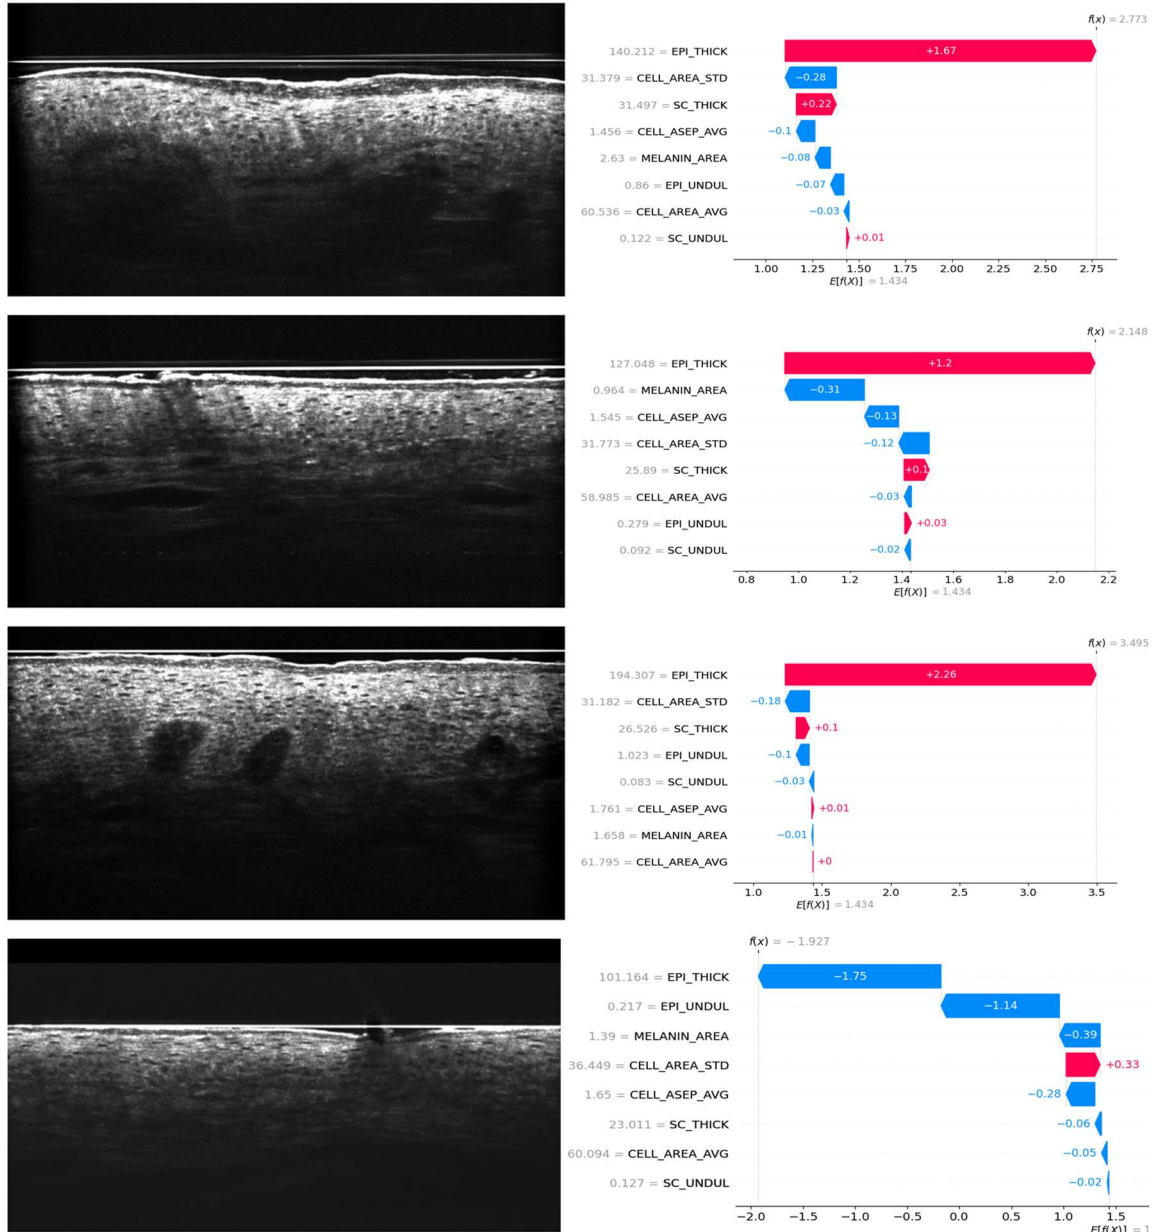 f(x) = 2.773
140.212 = EPI_THICK +1.67
31.379 = CELL_AREA_STD −0.28
31.497 = SC_THICK +0.22
1.456 = CELL_ASEP_AVG −0.1
2.63 = MELANIN_AREA −0.08
0.86 = EPI_UNDUL −0.07
60.536 = CELL_AREA_AVG −0.03
0.122 = SC_UNDUL +0.01
1.00 1.25 1.50 1.75 2.00 2.25 2.50 2.75
E[f(X)] = 1.434
f(x) = 2.148
127.048 = EPI_THICK +1.2
0.964 = MELANIN_AREA −0.31
1.545 = CELL_ASEP_AVG −0.13
31.773 = CELL_AREA_STD −0.12
25.89 = SC_THICK +0.1
58.985 = CELL_AREA_AVG −0.03
0.279 = EPI_UNDUL +0.03
0.092 = SC_UNDUL −0.02
0.8 1.0 1.2 1.4 1.6 1.8 2.0 2.2
E[f(X)] = 1.434
f(x) = 3.495
194.307 = EPI_THICK +2.26
31.182 = CELL_AREA_STD −0.18
26.526 = SC_THICK +0.1
1.023 = EPI_UNDUL −0.1
0.083 = SC_UNDUL −0.03
1.761 = CELL_ASEP_AVG +0.01
1.658 = MELANIN_AREA −0.01
61.795 = CELL_AREA_AVG +0
1.0 1.5 2.0 2.5 3.0 3.5
E[f(X)] = 1.434
f(x) = −1.927
101.164 = EPI_THICK −1.75
0.217 = EPI_UNDUL −1.14
1.39 = MELANIN_AREA −0.39
36.449 = CELL_AREA_STD +0.33
1.65 = CELL_ASEP_AVG −0.28
23.011 = SC_THICK −0.06
60.094 = CELL_AREA_AVG −0.05
0.127 = SC_UNDUL −0.02
−2.0 −1.5 −1.0 −0.5 0.0 0.5 1.0 1.5
E[f(X)] =